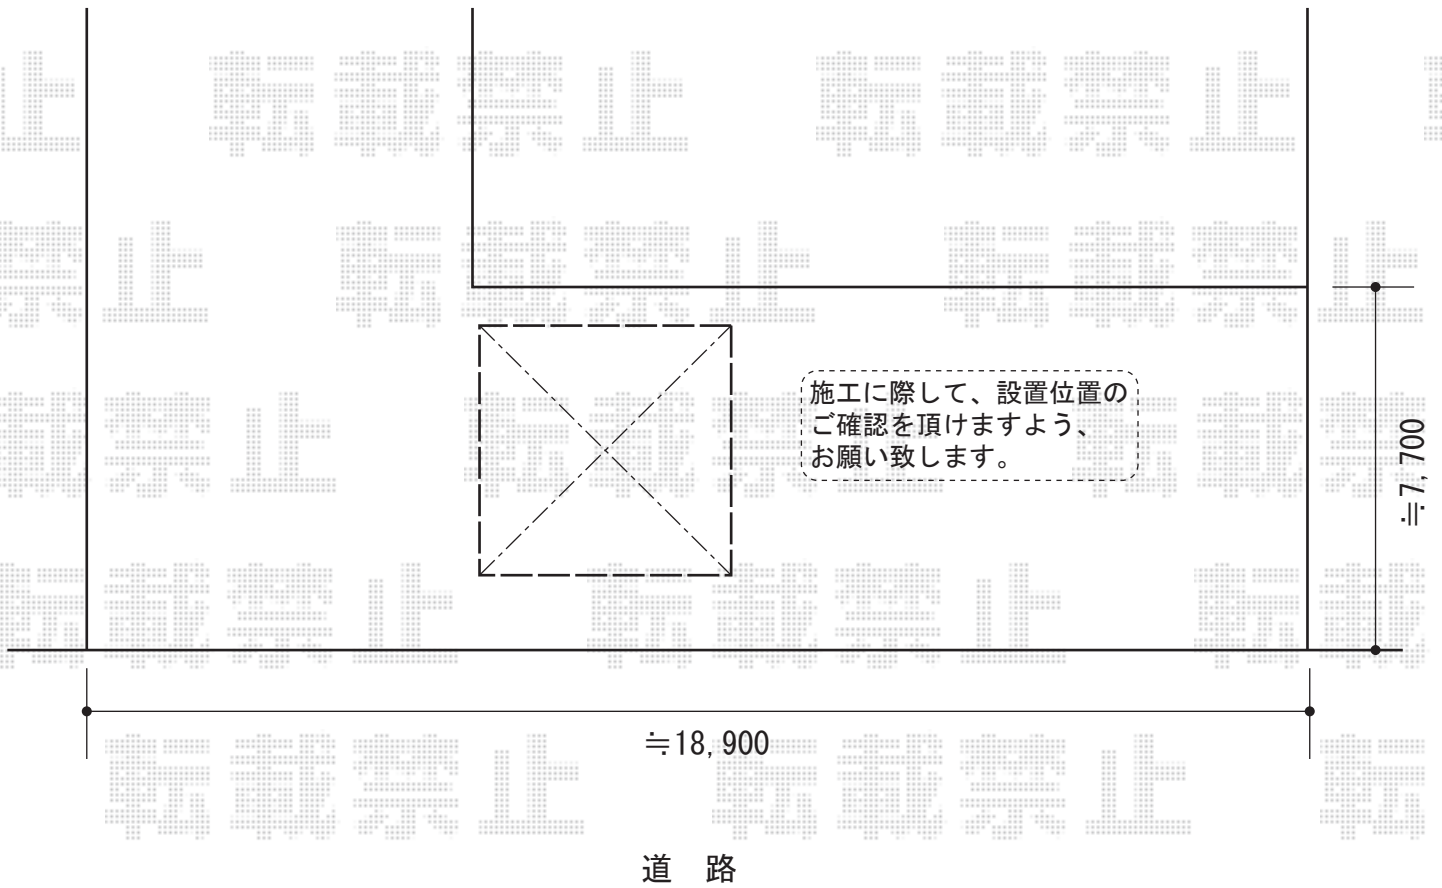 転載禁止
施工に際して、設置位置の
ご確認を頂けますよう、
お願い致します。
≒7,700
≒18,900
道　路